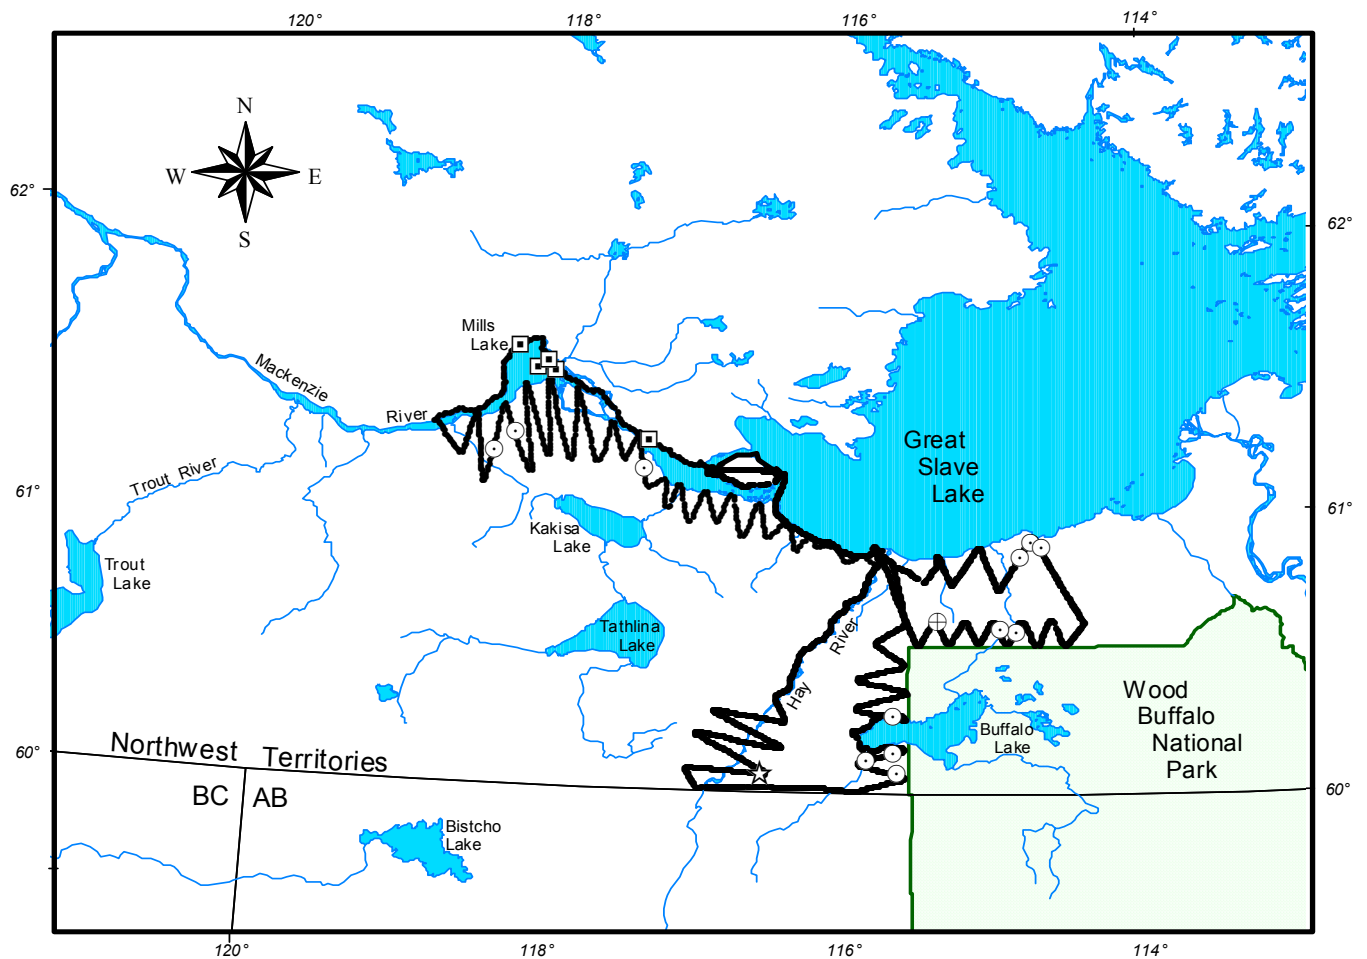 120°
118°
116°
114°
N
W
E
S
62°
62°
Mills
Lake
Mackenzie
River
Great
Slave
Lake
Trout River
61°
61°
Kakisa
Lake
Trout
Lake
Tathlina
Lake
River
Hay
Wood
Buffalo
National
Park
Buffalo
Lake
60°
Northwest Territories
BC
AB
60°
Bistcho
Lake
120°
118°
116°
114°